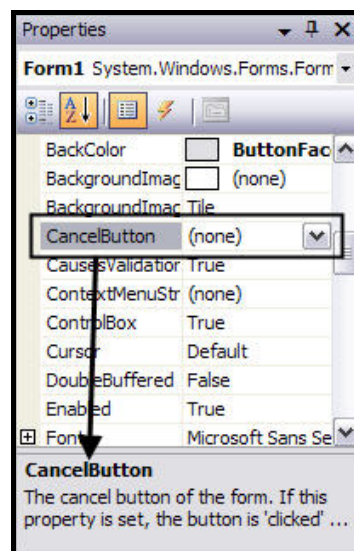 Properties
Form1 System.Windows.Forms.Form
BackColor ButtonFac
BackgroundImag (none)
BackgroundImag Tile
CancelButton (none)
CausesValidation True
ContextMenuStr (none)
ControlBox True
Cursor Default
DoubleBuffered False
Enabled True
Font Microsoft Sans Se
CancelButton
The cancel button of the form. If this
property is set, the button is 'clicked' ...